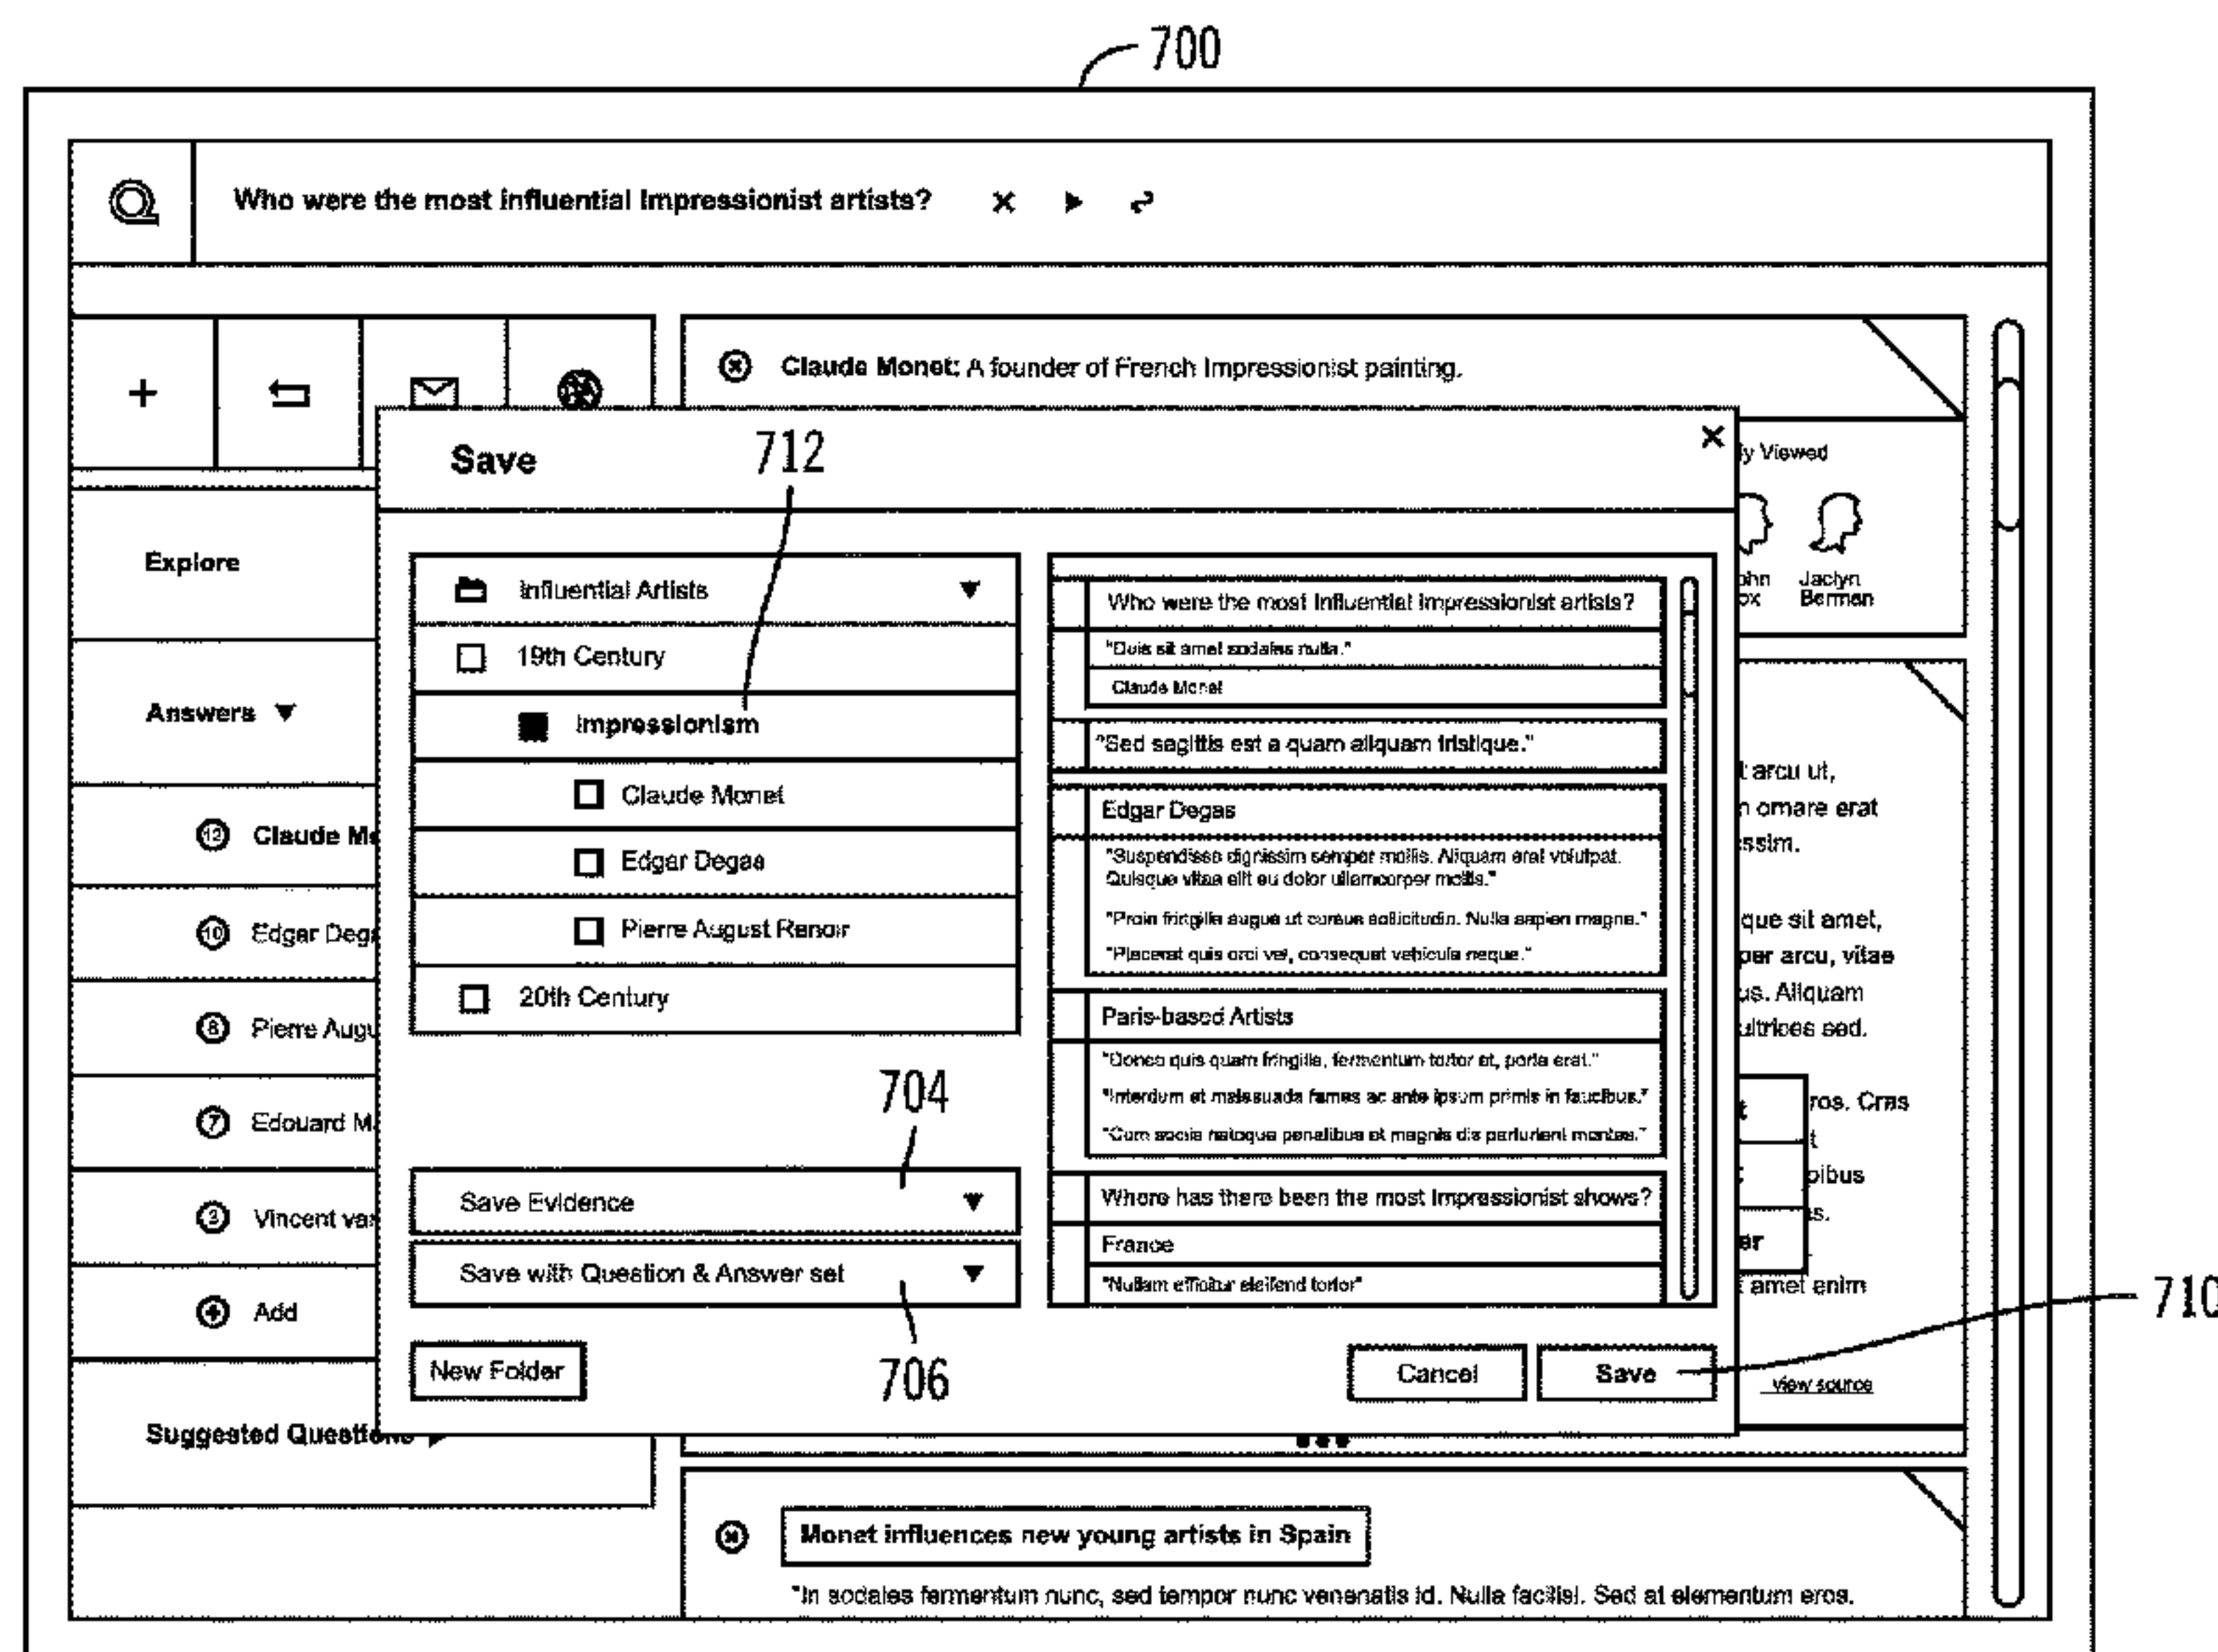 700
Who were the most influential Impressionist artists?
Claude Monet: A founder of French Impressionist painting.
Save
712
y Viewed
Explore
Influential Artists
19th Century
Impressionism
Claude Monet
Edgar Degas
Pierre August Renoir
20th Century
Who were the most influential Impressionist artists?
"Duis sit amet sodales nulla."
Claude Monet
"Sed sagittis est a quam aliquam tristique."
Edgar Degas
"Suspendisse dignissim semper mollis. Aliquam erat volutpat.
Quisque vitae elit eu dolor ullamcorper mollis."
"Proin fringilla augue ut cursus sollicitudin. Nulla sapien magna."
"Placerat quis orci vel, consequat vehicula neque."
Paris-based Artists
"Donec quis quam fringilla, fermentum tortor et, porta erat."
"Interdum et malesuada fames ac ante ipsum primis in faucibus."
"Cum sociis natoque penatibus et magnis dis parturient montes."
Where has there been the most Impressionist shows?
France
"Nullam efficitur eleifend tortor"
ohn
ox
Jaclyn
Berman
Answers
12 Claude Mo
10 Edgar Dega
8 Pierre Augu
7 Edouard M
3 Vincent va
Add
Suggested Questions
704
Save Evidence
Save with Question & Answer set
706
New Folder
Cancel
Save
710
t arcu ut,
n ornare erat
ssim.
que sit amet,
per arcu, vitae
us. Aliquam
ultrices sed.
ros. Cras
t
pibus
s.
er
amet enim
view source
Monet influences new young artists in Spain
"In sodales fermentum nunc, sed tempor nunc venenatis id. Nulla facilisi. Sed at elementum eros.